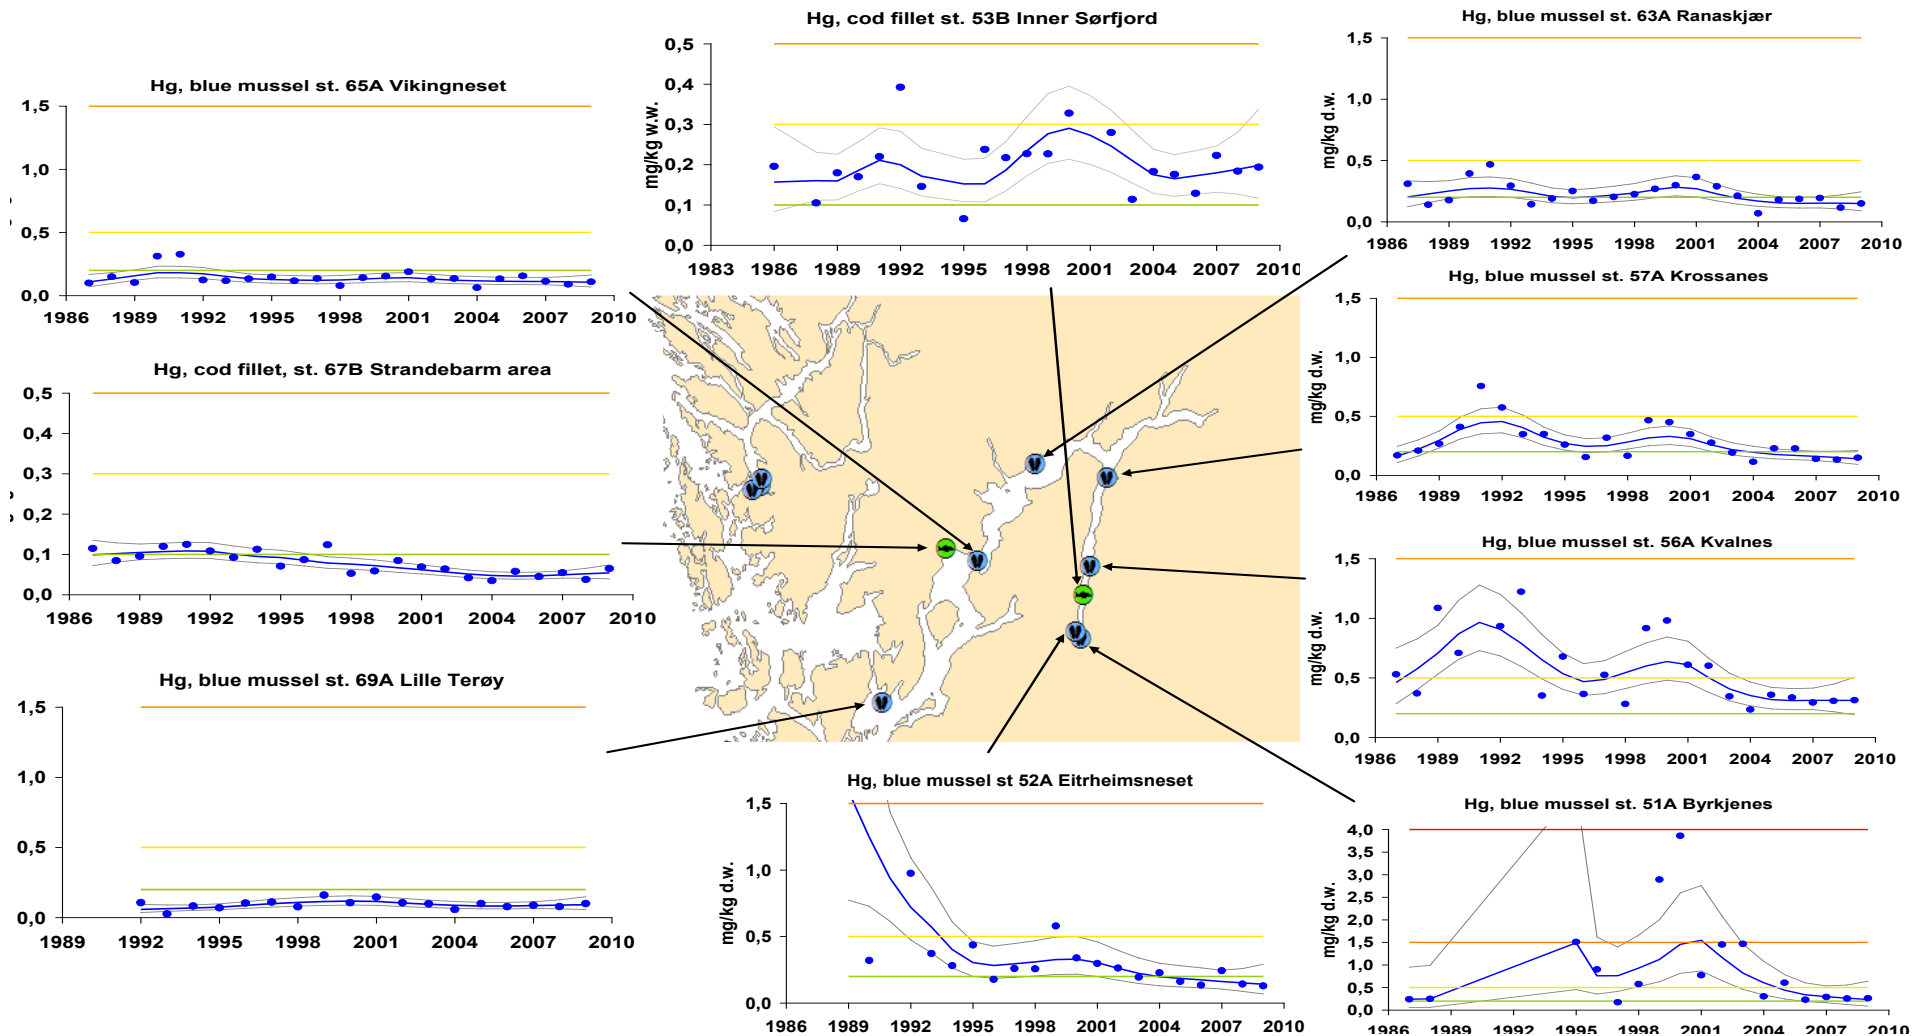 Hg, cod fillet st. 53B Inner Sørfjord
0,5
0,4
0,3
0,2
0,1
0,0
mg/kg w.w.
1983 1986 1989 1992 1995 1998 2001 2004 2007 2010
Hg, blue mussel st. 63A Ranaskjær
1,5
1,0
0,5
0,0
mg/kg d.w.
1986 1989 1992 1995 1998 2001 2004 2007 2010
Hg, blue mussel st. 65A Vikingneset
1,5
1,0
0,5
0,0
1986 1989 1992 1995 1998 2001 2004 2007 2010
Hg, blue mussel st. 57A Krossanes
1,5
1,0
0,5
0,0
mg/kg d.w.
1986 1989 1992 1995 1998 2001 2004 2007 2010
Hg, cod fillet, st. 67B Strandebarm area
0,5
0,4
0,3
0,2
0,1
0,0
1986 1989 1992 1995 1998 2001 2004 2007 2010
Hg, blue mussel st. 56A Kvalnes
1,5
1,0
0,5
0,0
mg/kg d.w.
1986 1989 1992 1995 1998 2001 2004 2007 2010
Hg, blue mussel st. 69A Lille Terøy
1,5
1,0
0,5
0,0
1989 1992 1995 1998 2001 2004 2007 2010
Hg, blue mussel st 52A Eitrheimsneset
1,5
1,0
0,5
0,0
mg/kg d.w.
1986 1989 1992 1995 1998 2001 2004 2007 2010
Hg, blue mussel st. 51A Byrkjenes
4,0
3,5
3,0
2,5
2,0
1,5
1,0
0,5
0,0
mg/kg d.w.
1986 1989 1992 1995 1998 2001 2004 2007 2010